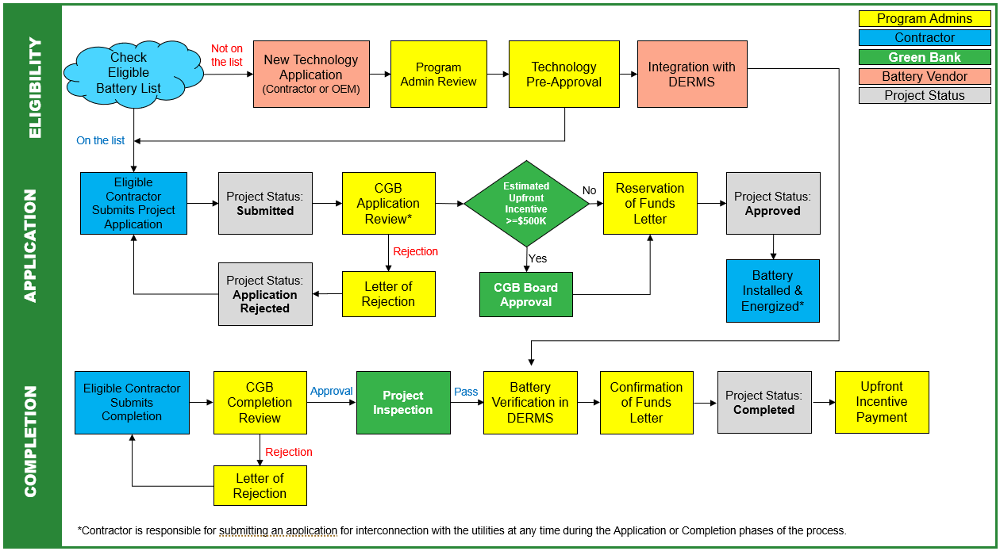 Program Admins
Contractor
Green Bank
Battery Vendor
Project Status
ELIGIBILITY
Check
Eligible
Battery List
Not on
the list
New Technology
Application
(Contractor or OEM)
Program
Admin Review
Technology
Pre-Approval
Integration with
DERMS
On the list
APPLICATION
Eligible
Contractor
Submits Project
Application
Project Status:
Submitted
CGB
Application
Review*
Estimated
Upfront
Incentive
>=$500K
No
Reservation
of Funds
Letter
Project Status:
Approved
Rejection
Yes
Project Status:
Application
Rejected
Letter of
Rejection
CGB Board
Approval
Battery
Installed &
Energized*
COMPLETION
Eligible Contractor
Submits
Completion
CGB
Completion
Review
Approval
Project
Inspection
Pass
Battery
Verification in
DERMS
Confirmation
of Funds
Letter
Project Status:
Completed
Upfront
Incentive
Payment
Rejection
Letter of
Rejection
*Contractor is responsible for submitting an application for interconnection with the utilities at any time during the Application or Completion phases of the process.